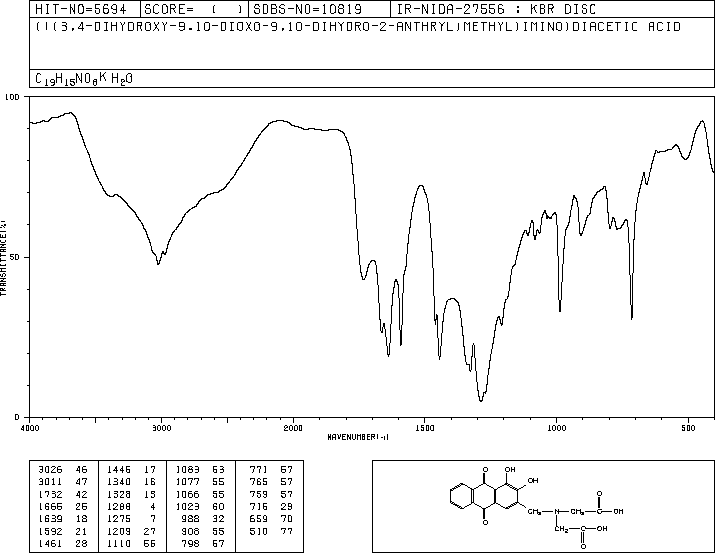 HIT-NO=5694 SCORE= ( ) SDBS-NO=10819 IR-NIDA-27556 : KBR DISC
(((3,4-DIHYDROXY-9,10-DIOXO-9,10-DIHYDRO-2-ANTHRYL)METHYL)IMINO)DIACETIC ACID
C19H15NO8 H2O
100
TRANSMITTANCE(%)
50
0
4000 3000 2000 1500 1000 500
WAVENUMBER(-1)
3026 46 1446 17 1083 53 771 57
3011 47 1340 16 1077 55 765 57
1732 42 1328 15 1066 55 759 57
1665 26 1288 4 1029 60 716 29
1639 18 1275 7 988 32 659 70
1592 21 1209 27 908 55 510 77
1461 28 1110 56 798 57
O OH
OH
O
CH2 N CH2 C OH
O
CH2 C OH
O